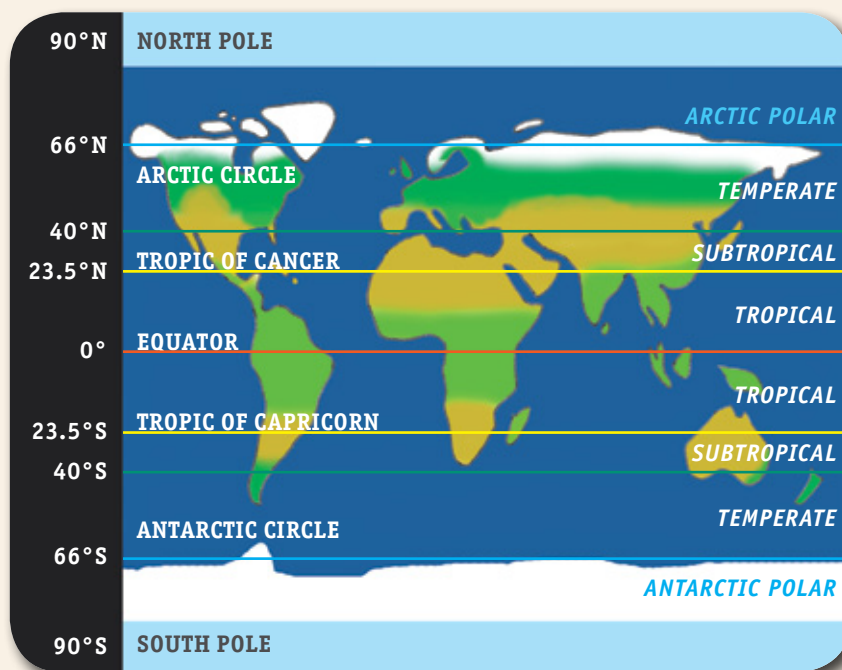 90°N NORTH POLE
ARCTIC POLAR
66°N
ARCTIC CIRCLE
TEMPERATE
40°N
SUBTROPICAL
TROPIC OF CANCER
23.5°N
TROPICAL
EQUATOR
0°
TROPICAL
TROPIC OF CAPRICORN
23.5°S
SUBTROPICAL
40°S
TEMPERATE
ANTARCTIC CIRCLE
66°S
ANTARCTIC POLAR
90°S SOUTH POLE